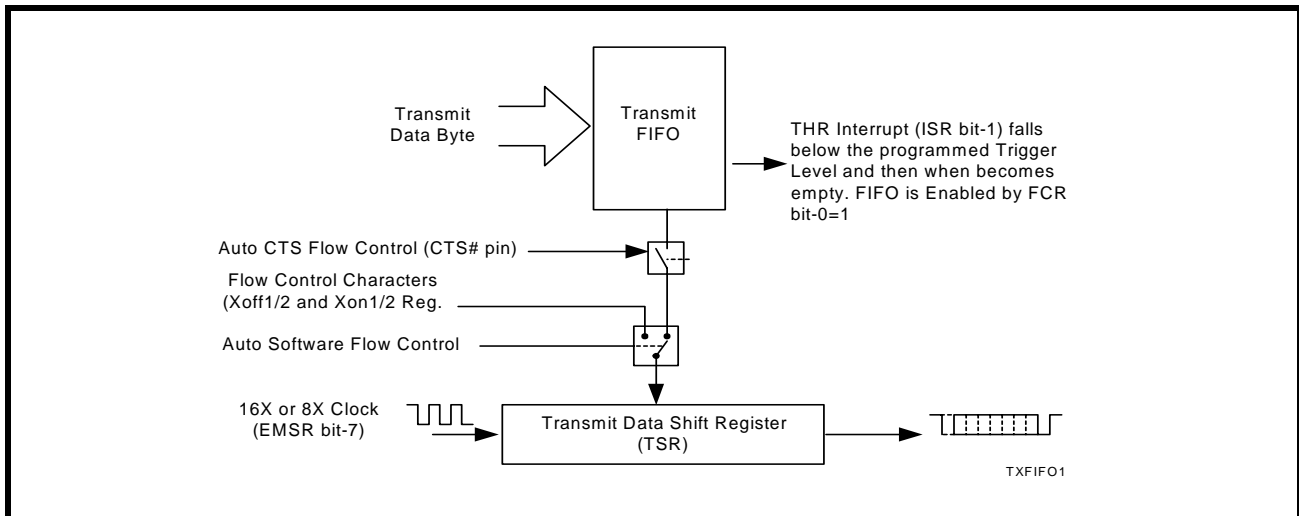 Transmit
Data Byte
Transmit
FIFO
THR Interrupt (ISR bit-1) falls
below the programmed Trigger
Level and then when becomes
empty. FIFO is Enabled by FCR
bit-0=1
Auto CTS Flow Control (CTS# pin)
Flow Control Characters
(Xoff1/2 and Xon1/2 Reg.
Auto Software Flow Control
16X or 8X Clock
(EMSR bit-7)
Transmit Data Shift Register
(TSR)
TXFIFO1